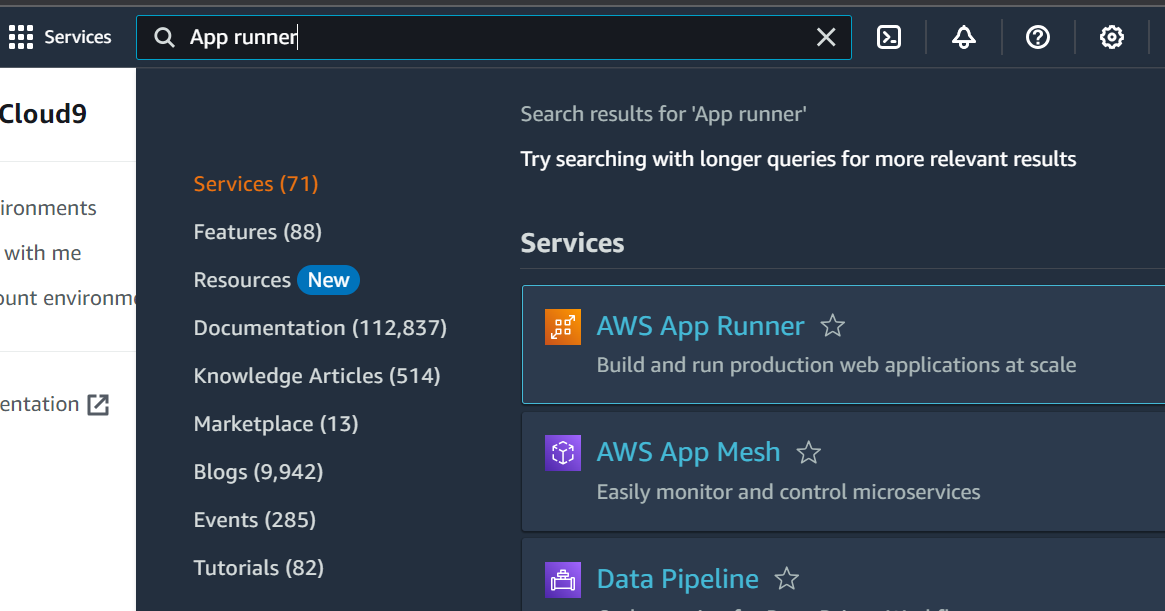 Services
App runner
Cloud9
ironments
with me
ount environme
entation
Services (71)
Features (88)
Resources New
Documentation (112,837)
Knowledge Articles (514)
Marketplace (13)
Blogs (9,942)
Events (285)
Tutorials (82)
Search results for 'App runner'
Try searching with longer queries for more relevant results
Services
AWS App Runner
Build and run production web applications at scale
AWS App Mesh
Easily monitor and control microservices
Data Pipeline